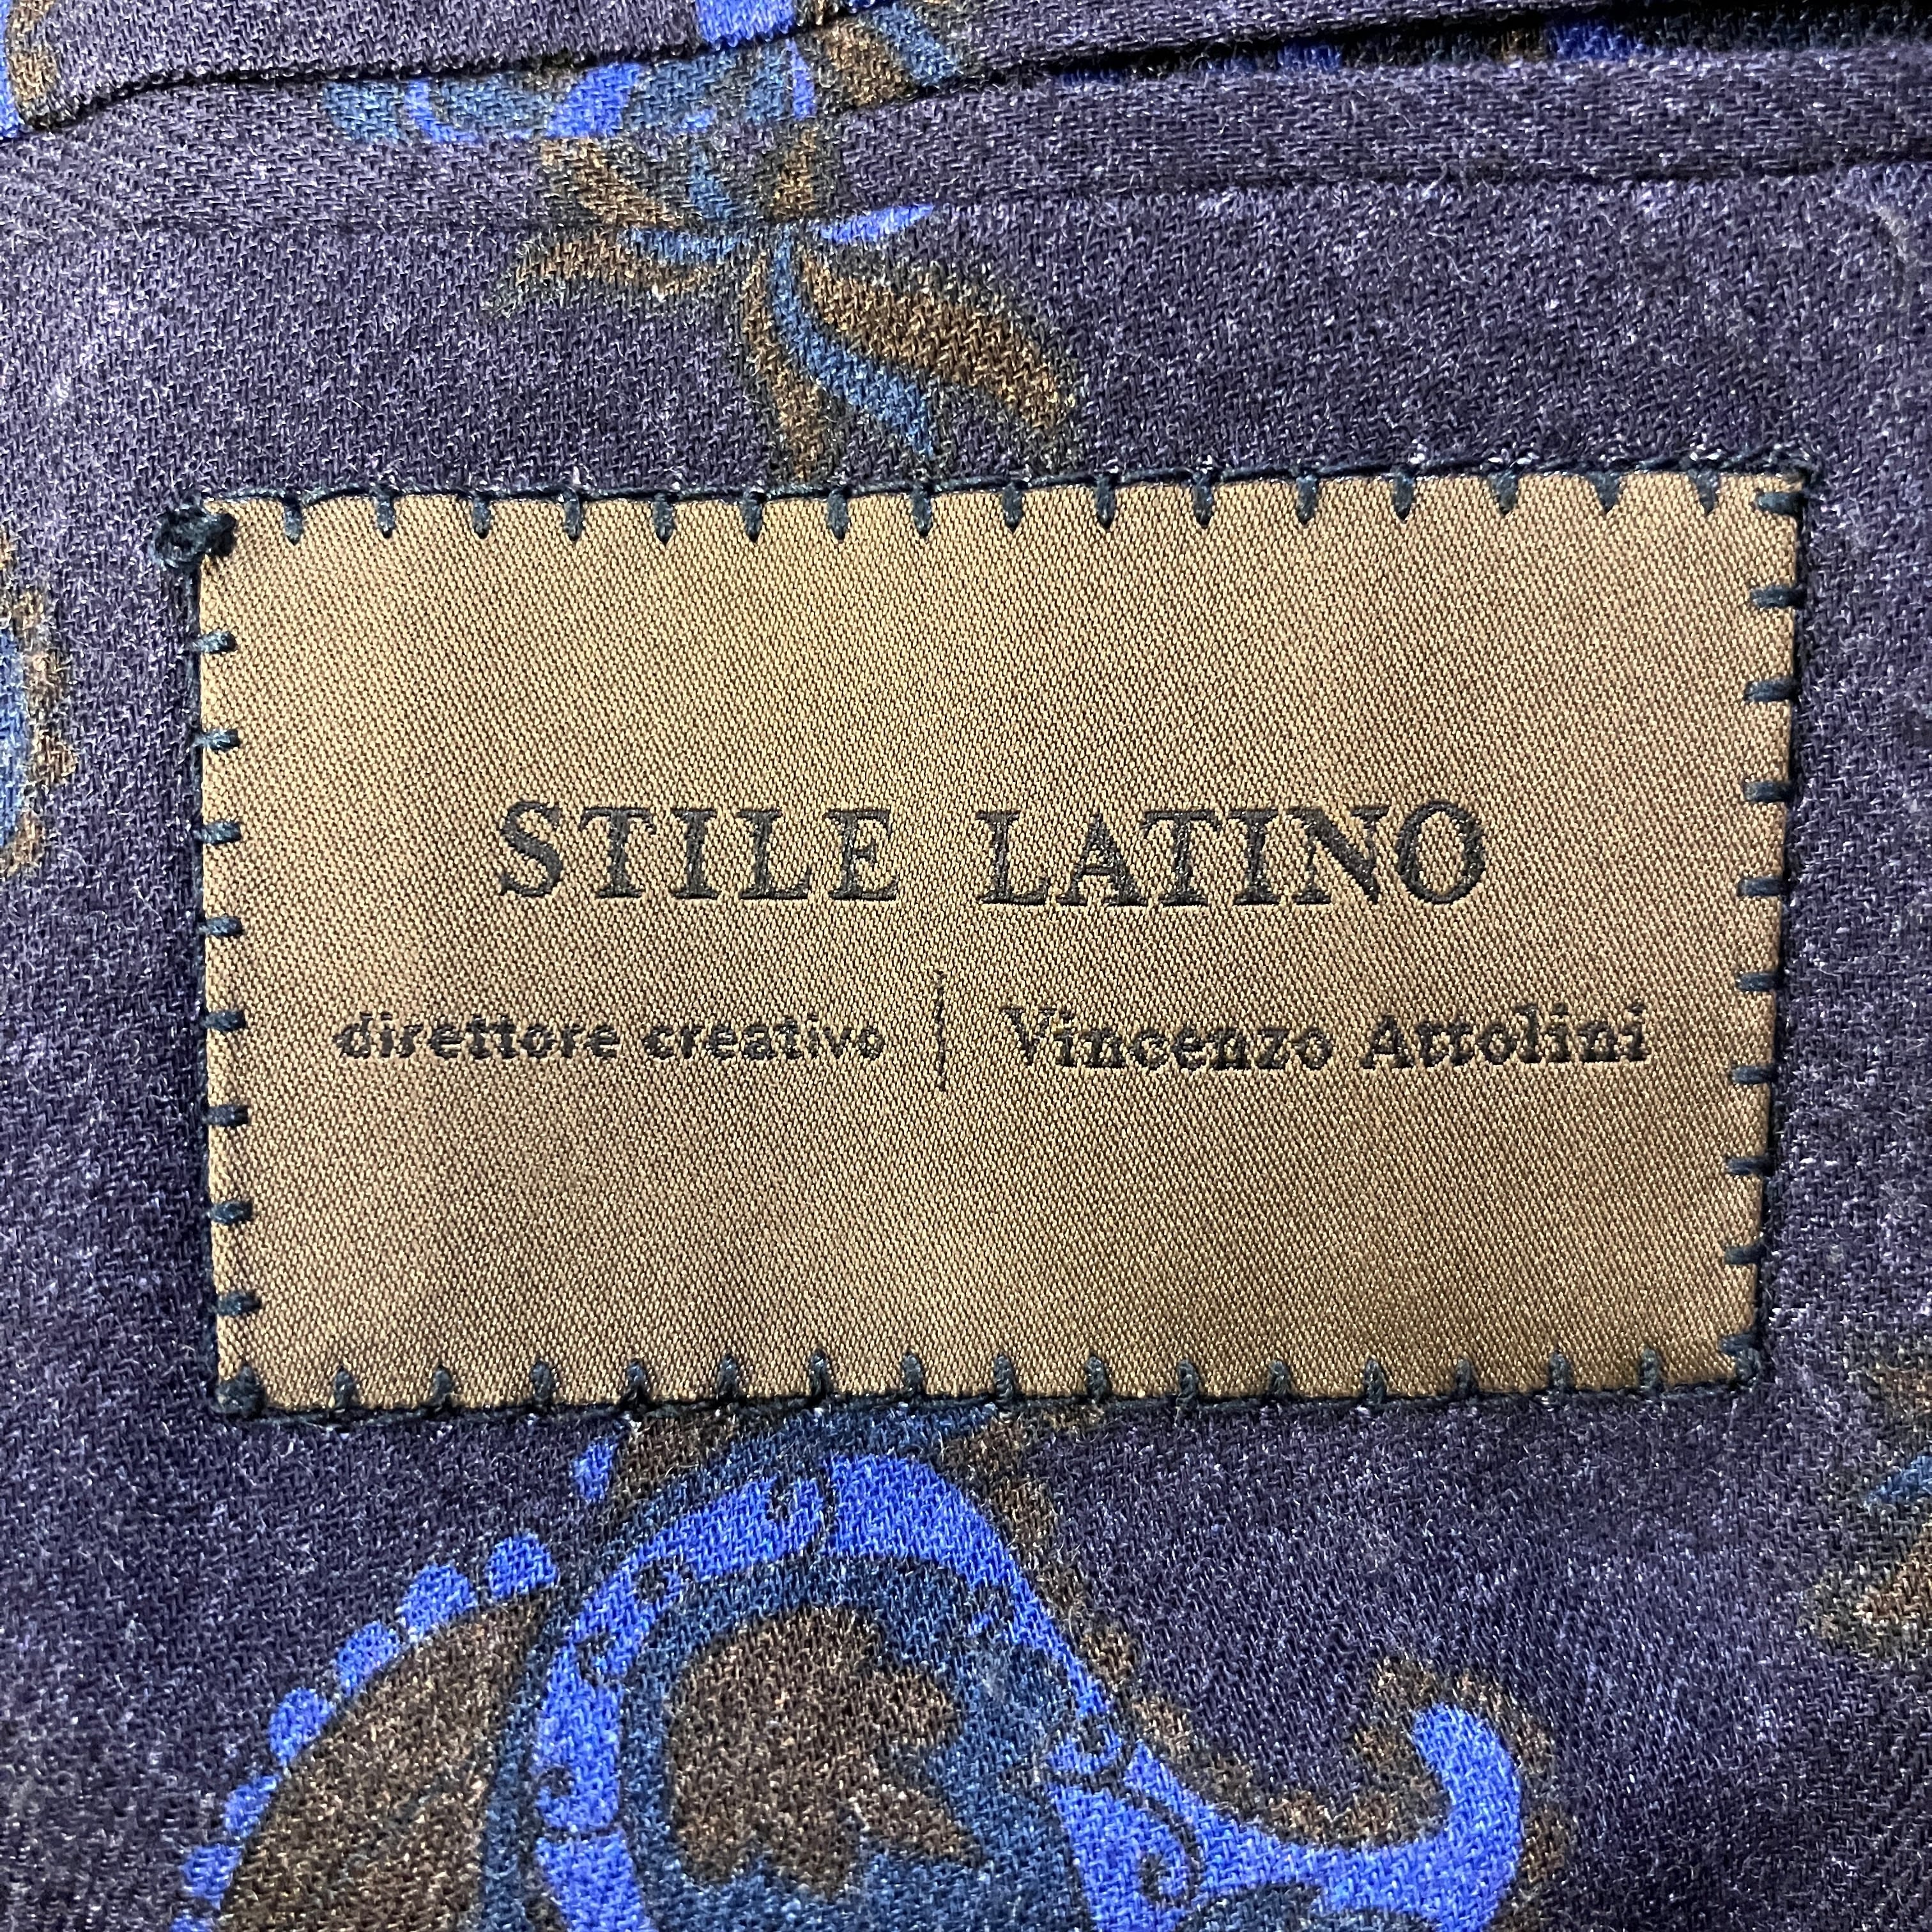 STILE LATINO
direttore creativo | Vincenzo Attolini